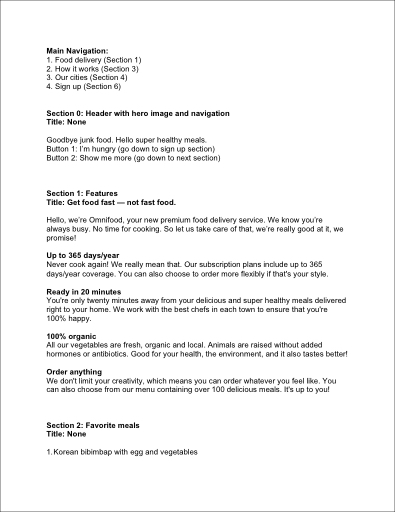 Main Navigation:
1. Food delivery (Section 1)
2. How it works (Section 3)
3. Our cities (Section 4)
4. Sign up (Section 6)
Section 0: Header with hero image and navigation
Title: None
Goodbye junk food. Hello super healthy meals.
Button 1: I'm hungry (go down to sign up section)
Button 2: Show me more (go down to next section)
Section 1: Features
Title: Get food fast — not fast food.
Hello, we're Omnifood, your new premium food delivery service. We know you're
always busy. No time for cooking. So let us take care of that, we're really good at it, we
promise!
Up to 365 days/year
Never cook again! We really mean that. Our subscription plans include up to 365
days/year coverage. You can also choose to order more flexibly if that's your style.
Ready in 20 minutes
You're only twenty minutes away from your delicious and super healthy meals delivered
right to your home. We work with the best chefs in each town to ensure that you're
100% happy.
100% organic
All our vegetables are fresh, organic and local. Animals are raised without added
hormones or antibiotics. Good for your health, the environment, and it also tastes better!
Order anything
We don't limit your creativity, which means you can order whatever you feel like. You
can also choose from our menu containing over 100 delicious meals. It's up to you!
Section 2: Favorite meals
Title: None
1.Korean bibimbap with egg and vegetables